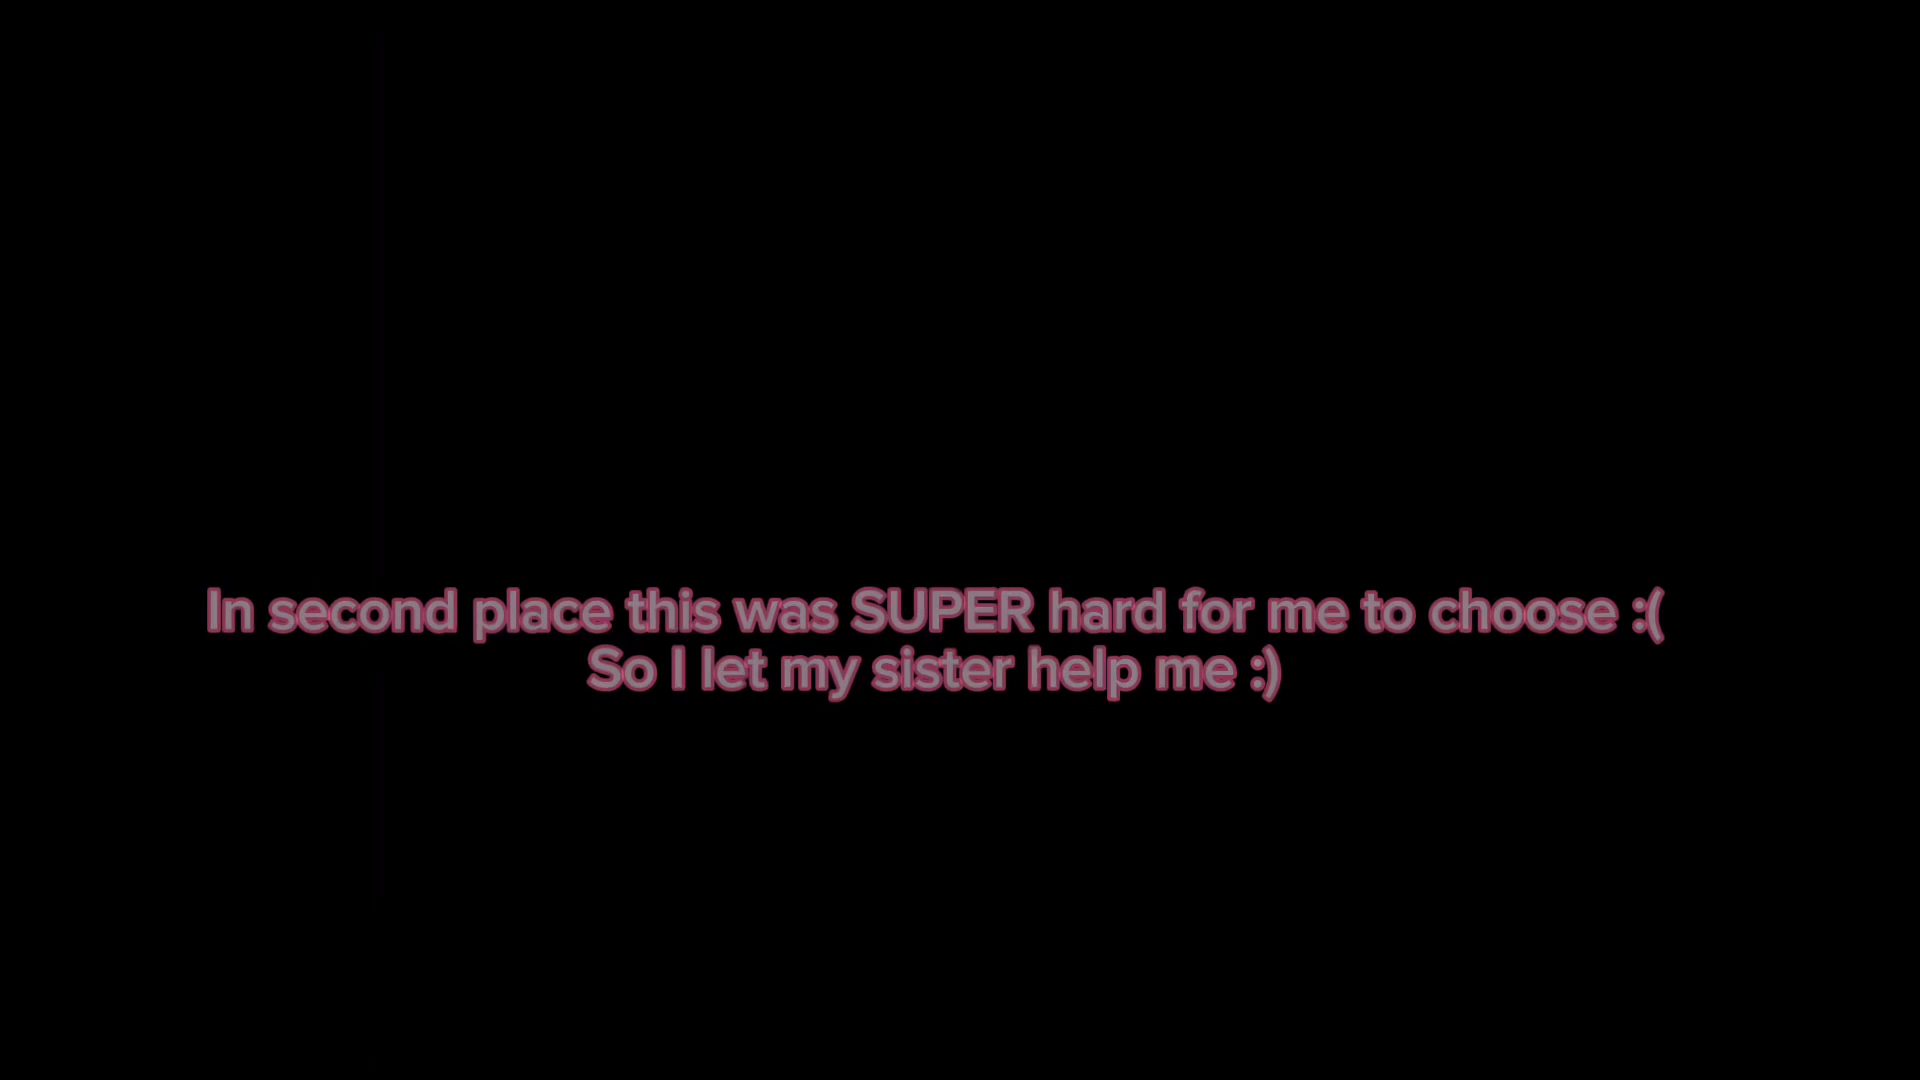 In second place this was SUPER hard for me to choose :(
So I let my sister help me :)